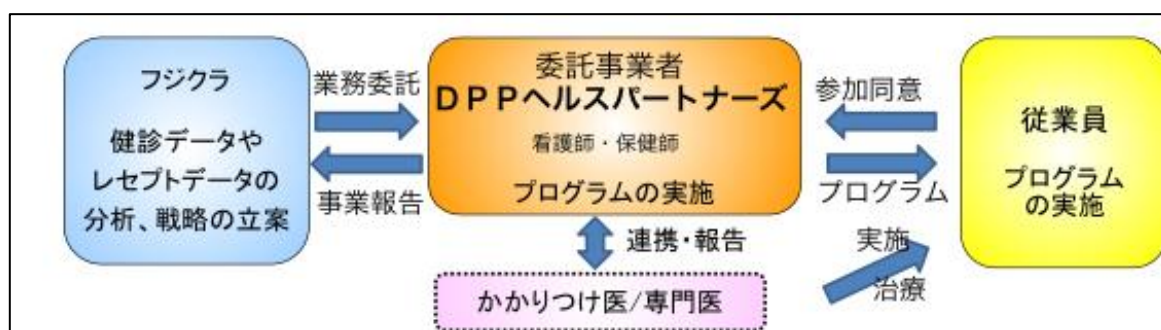 フジクラ
健診データや
レセプトデータの
分析、戦略の立案
業務委託
事業報告
委託事業者
ＤＰＰヘルスパートナーズ
看護師・保健師
プログラムの実施
連携・報告
かかりつけ医/専門医
参加同意
プログラム
実施
治療
従業員
プログラム
の実施